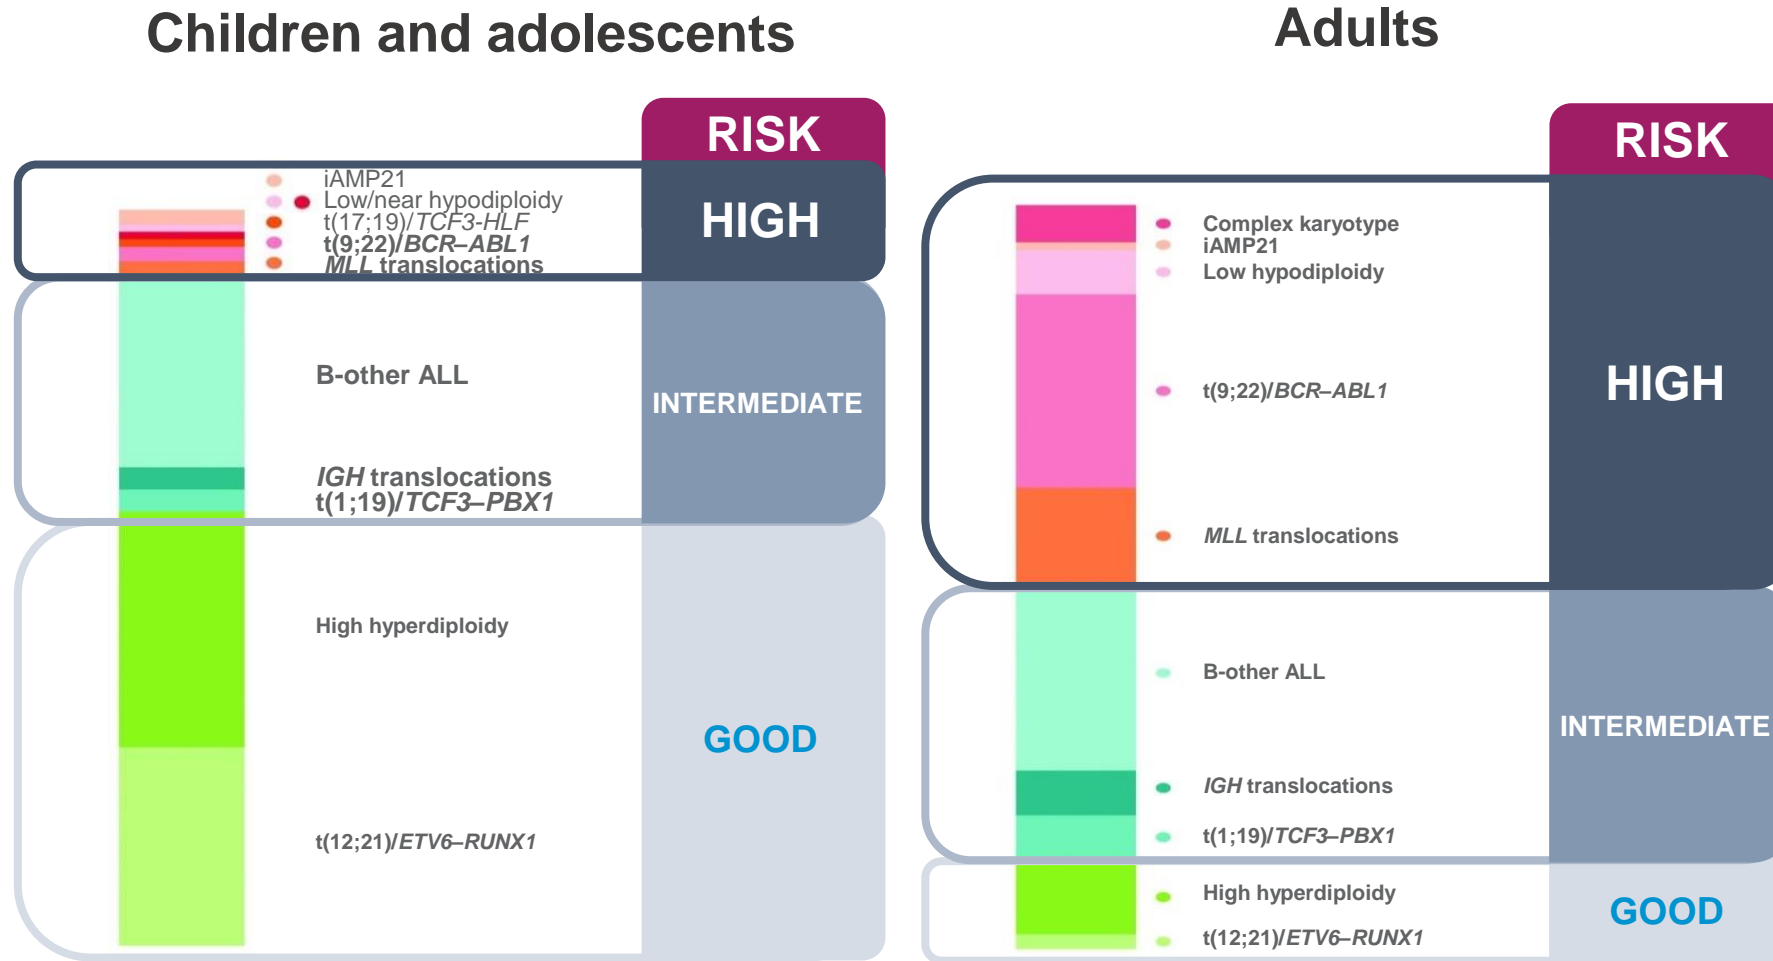 Children and adolescents
RISK
iAMP21
Low/near hypodiploidy
t(17;19)/TCF3-HLF
t(9;22)/BCR–ABL1
MLL translocations
HIGH
B-other ALL
INTERMEDIATE
IGH translocations
t(1;19)/TCF3–PBX1
High hyperdiploidy
GOOD
t(12;21)/ETV6–RUNX1
Adults
RISK
Complex karyotype
iAMP21
Low hypodiploidy
t(9;22)/BCR–ABL1
HIGH
MLL translocations
B-other ALL
INTERMEDIATE
IGH translocations
t(1;19)/TCF3–PBX1
High hyperdiploidy
GOOD
t(12;21)/ETV6–RUNX1